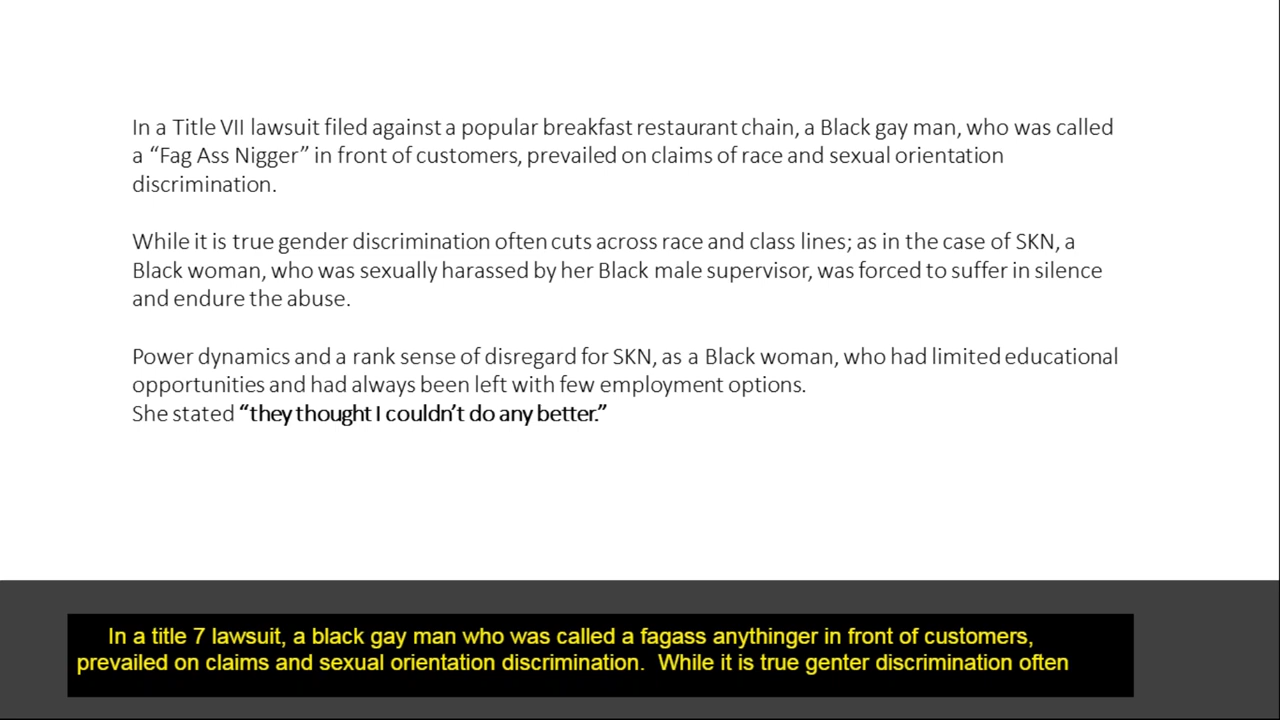 In a Title VII lawsuit filed against a popular breakfast restaurant chain, a Black gay man, who was called
a “Fag Ass Nigger” in front of customers, prevailed on claims of race and sexual orientation
discrimination.
While it is true gender discrimination often cuts across race and class lines; as in the case of SKN, a
Black woman, who was sexually harassed by her Black male supervisor, was forced to suffer in silence
and endure the abuse.
Power dynamics and a rank sense of disregard for SKN, as a Black woman, who had limited educational
opportunities and had always been left with few employment options.
She stated “they thought I couldn’t do any better.”
In a title 7 lawsuit, a black gay man who was called a fagass anythinger in front of customers,
prevailed on claims and sexual orientation discrimination.  While it is true genter discrimination often